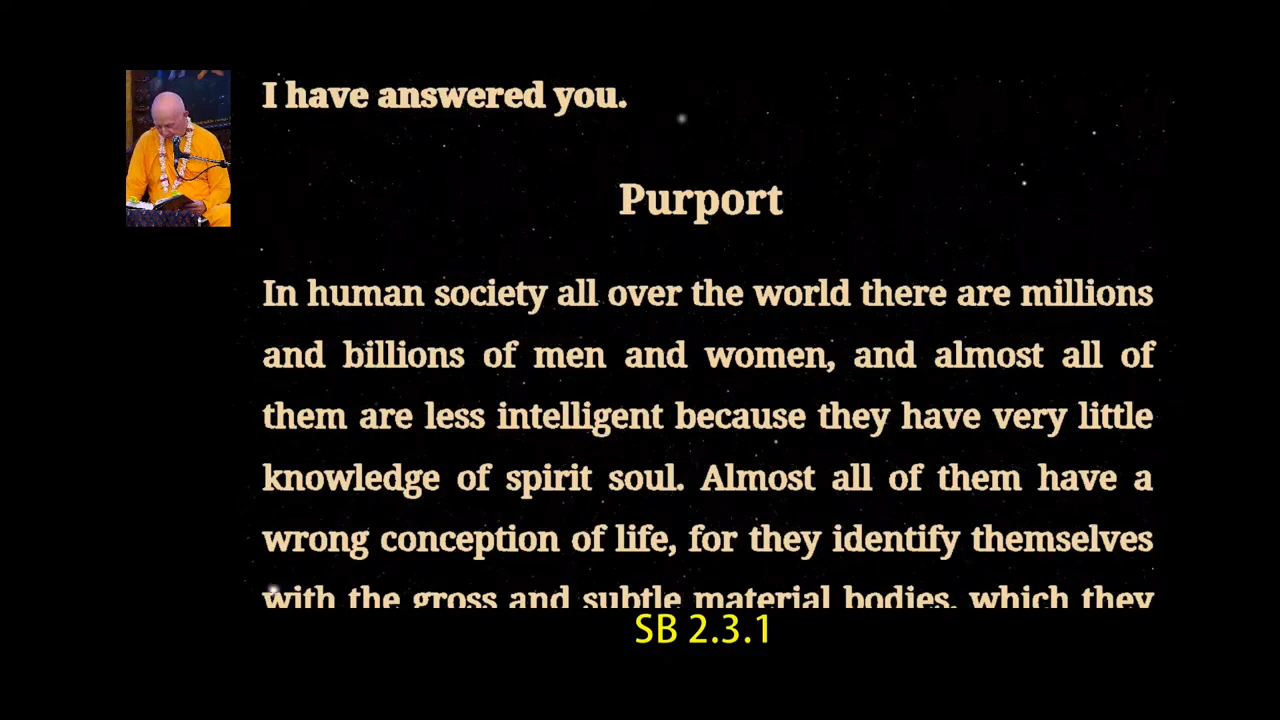 I have answered you.
Purport
In human society all over the world there are millions
and billions of men and women, and almost all of
them are less intelligent because they have very little
knowledge of spirit soul. Almost all of them have a
wrong conception of life, for they identify themselves
with the gross and subtle material bodies, which they
SB 2.3.1